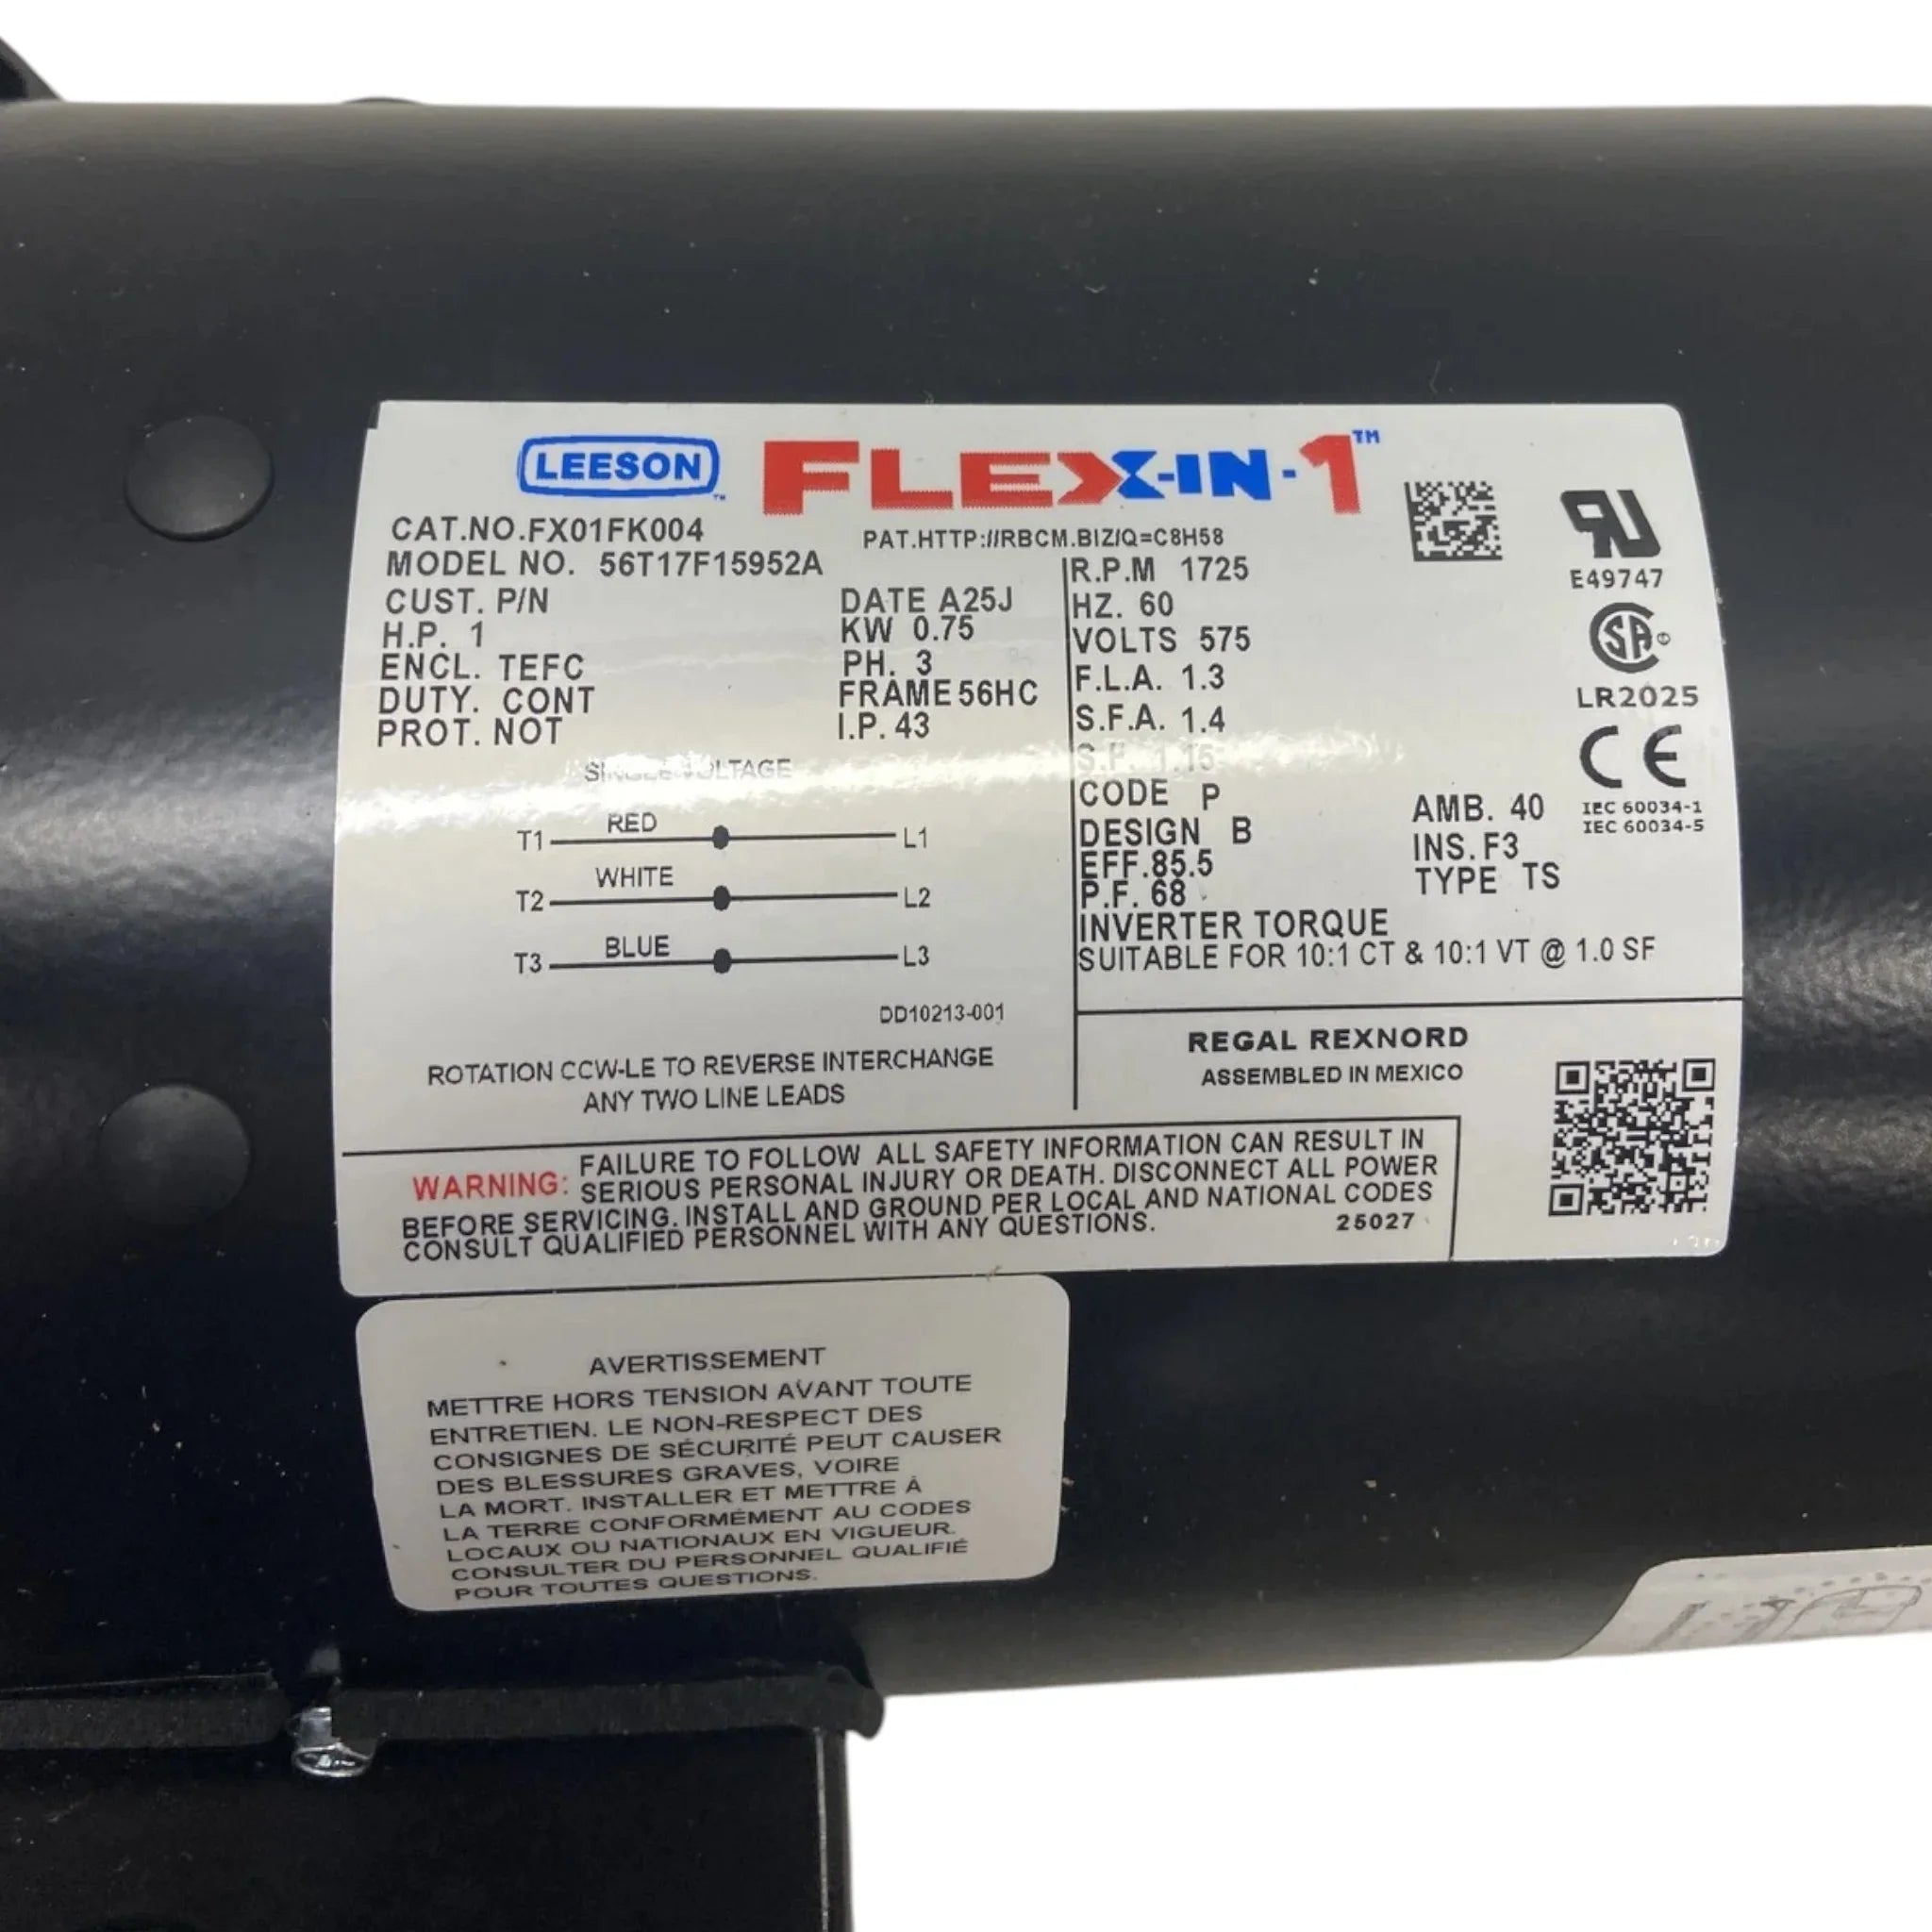 LEESON™ FLEX-IN-1™
CAT.NO.FX01FK004
PAT.HTTP://RBCM.BIZ/Q=C8H58
MODEL NO. 56T17F15952A
CUST. P/N
DATE A25J
H.P. 1
KW 0.75
ENCL. TEFC
PH. 3
DUTY. CONT
FRAME 56HC
PROT. NOT
I.P. 43
SINGLE VOLTAGE
T1 RED L1
T2 WHITE L2
T3 BLUE L3
DD10213-001
ROTATION CCW-LE TO REVERSE INTERCHANGE
ANY TWO LINE LEADS
R.P.M 1725
HZ. 60
VOLTS 575
F.L.A. 1.3
S.F.A. 1.4
S.F. 1.15
CODE P
DESIGN B
EFF.85.5
P.F. 68
AMB. 40
INS. F3
TYPE TS
INVERTER TORQUE
SUITABLE FOR 10:1 CT & 10:1 VT @ 1.0 SF
E49747
LR2025
CE
IEC 60034-1
IEC 60034-5
REGAL REXNORD
ASSEMBLED IN MEXICO
WARNING: FAILURE TO FOLLOW ALL SAFETY INFORMATION CAN RESULT IN
SERIOUS PERSONAL INJURY OR DEATH. DISCONNECT ALL POWER
BEFORE SERVICING. INSTALL AND GROUND PER LOCAL AND NATIONAL CODES
CONSULT QUALIFIED PERSONNEL WITH ANY QUESTIONS.
25027
AVERTISSEMENT
METTRE HORS TENSION AVANT TOUTE
ENTRETIEN. LE NON-RESPECT DES
CONSIGNES DE SÉCURITÉ PEUT CAUSER
DES BLESSURES GRAVES, VOIRE
LA MORT. INSTALLER ET METTRE À
LA TERRE CONFORMÉMENT AU CODES
LOCAUX OU NATIONAUX EN VIGUEUR.
CONSULTER DU PERSONNEL QUALIFIÉ
POUR TOUTES QUESTIONS.